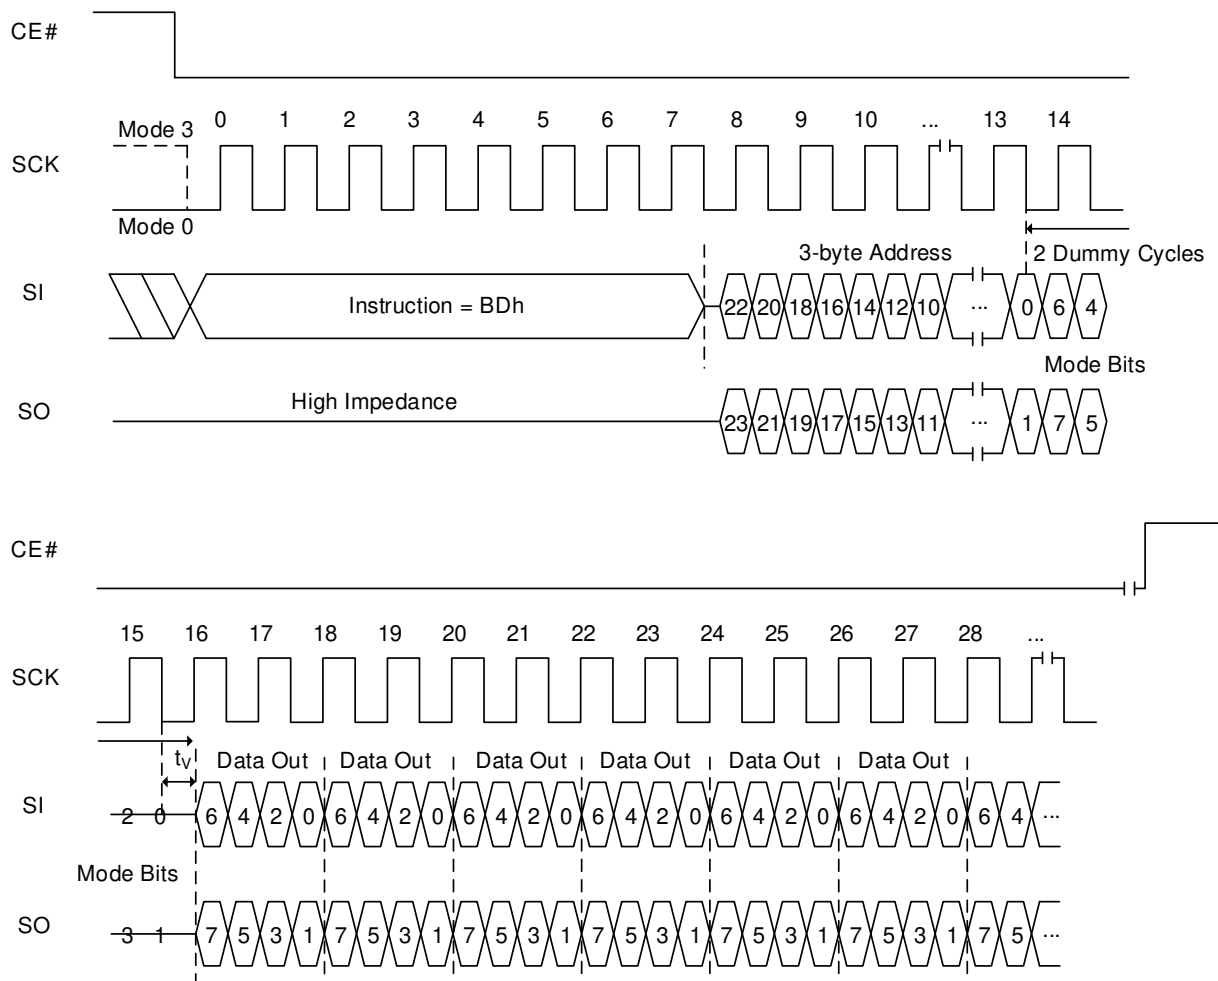 CE#
0 1 2 3 4 5 6 7 8 9 10 ... 13 14
Mode 3
SCK
Mode 0
3-byte Address 2 Dummy Cycles
SI
Instruction = BDh 22 20 18 16 14 12 10 ... 0 6 4
Mode Bits
High Impedance
SO
23 21 19 17 15 13 11 ... 1 7 5
CE#
15 16 17 18 19 20 21 22 23 24 25 26 27 28 ...
SCK
tV Data Out Data Out Data Out Data Out Data Out Data Out
SI
2 0 6 4 2 0 6 4 2 0 6 4 2 0 6 4 2 0 6 4 2 0 6 4 2 0 6 4 ...
Mode Bits
SO
3 1 7 5 3 1 7 5 3 1 7 5 3 1 7 5 3 1 7 5 3 1 7 5 3 1 7 5 ...